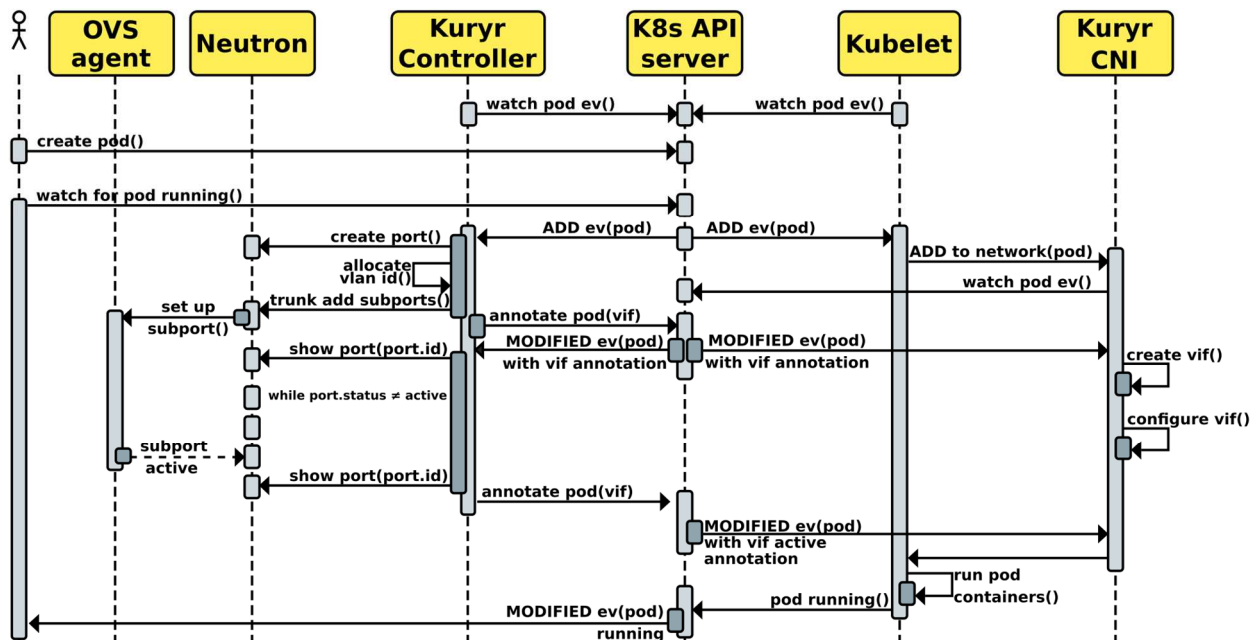 OVS
agent
Neutron
Kuryr
Controller
K8s API
server
Kubelet
Kuryr
CNI
watch pod ev()
watch pod ev()
create pod()
watch for pod running()
ADD ev(pod)
ADD ev(pod)
create port()
ADD to network(pod)
allocate
vlan id()
watch pod ev()
trunk add subports()
set up
subport()
annotate pod(vif)
MODIFIED ev(pod)
with vif annotation
MODIFIED ev(pod)
with vif annotation
show port(port.id)
create vif()
while port.status ≠ active
configure vif()
subport
active
show port(port.id)
annotate pod(vif)
MODIFIED ev(pod)
with vif active
annotation
run pod
containers()
pod running()
MODIFIED ev(pod)
running